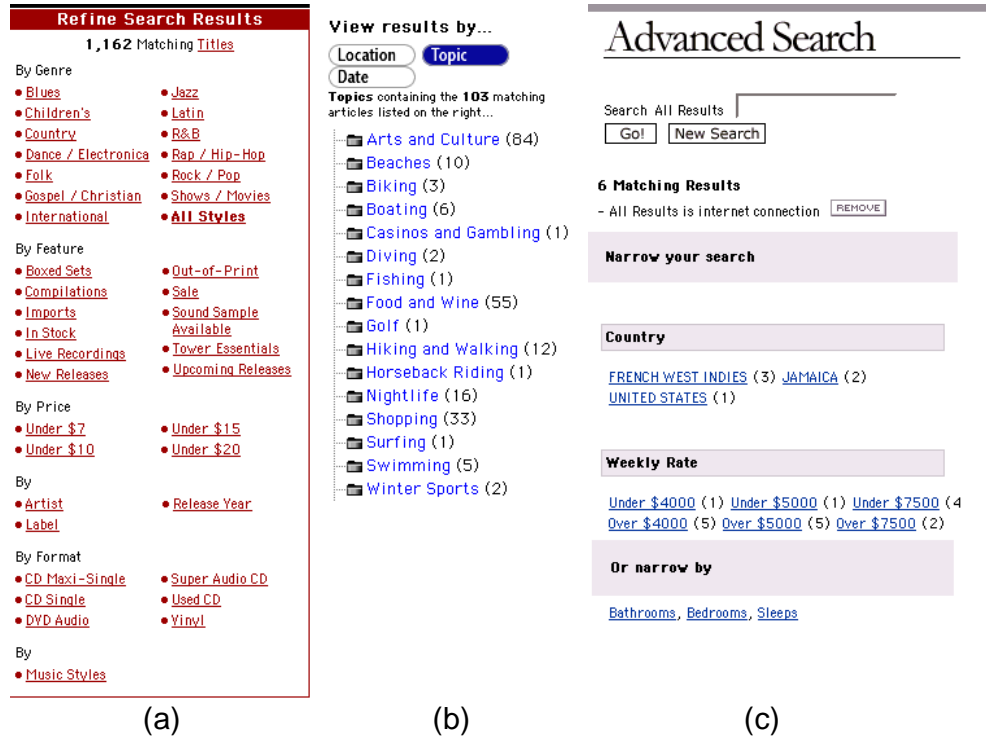 Refine Search Results
1,162 Matching Titles
By Genre
• Blues
• Children's
• Country
• Dance / Electronica
• Folk
• Gospel / Christian
• International
• Jazz
• Latin
• R&B
• Rap / Hip-Hop
• Rock / Pop
• Shows / Movies
• All Styles
By Feature
• Boxed Sets
• Compilations
• Imports
• In Stock
• Live Recordings
• New Releases
• Out-of-Print
• Sale
• Sound Sample
Available
• Tower Essentials
• Upcoming Releases
By Price
• Under $7
• Under $10
• Under $15
• Under $20
By
• Artist
• Label
• Release Year
By Format
• CD Maxi-Single
• CD Single
• DVD Audio
• Super Audio CD
• Used CD
• Vinyl
By
• Music Styles
(a)
View results by...
Location Topic
Date
Topics containing the 103 matching
articles listed on the right...
Arts and Culture (84)
Beaches (10)
Biking (3)
Boating (6)
Casinos and Gambling (1)
Diving (2)
Fishing (1)
Food and Wine (55)
Golf (1)
Hiking and Walking (12)
Horseback Riding (1)
Nightlife (16)
Shopping (33)
Surfing (1)
Swimming (5)
Winter Sports (2)
(b)
Advanced Search
Search All Results
Go! New Search
6 Matching Results
- All Results is internet connection REMOVE
Narrow your search
Country
FRENCH WEST INDIES (3) JAMAICA (2)
UNITED STATES (1)
Weekly Rate
Under $4000 (1) Under $5000 (1) Under $7500 (4
Over $4000 (5) Over $5000 (5) Over $7500 (2)
Or narrow by
Bathrooms, Bedrooms, Sleeps
(c)